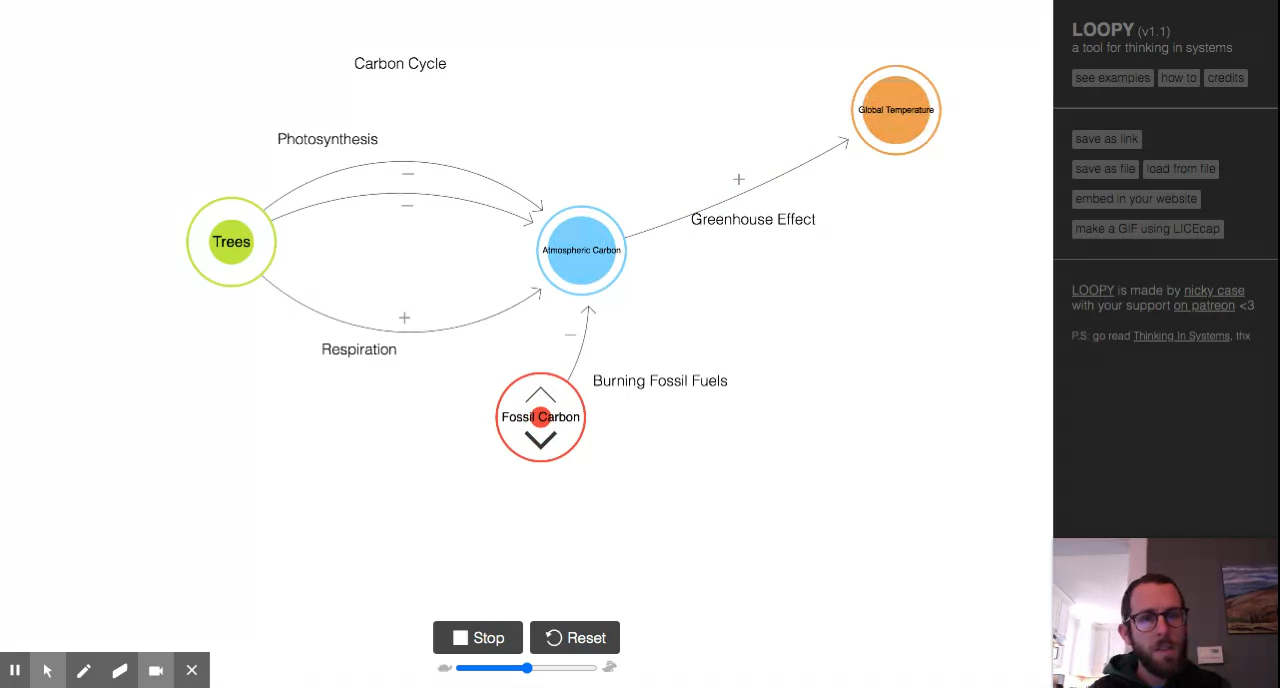 Carbon Cycle
Photosynthesis
−
−
Trees
+
Respiration
Atmospheric Carbon
+
Greenhouse Effect
Global Temperature
−
Burning Fossil Fuels
Fossil Carbon
Stop
Reset
LOOPY (v1.1)
a tool for thinking in systems
see examples how to credits
save as link
save as file load from file
embed in your website
make a GIF using LICEcap
LOOPY is made by nicky case
with your support on patreon <3
P.S: go read Thinking In Systems, thx